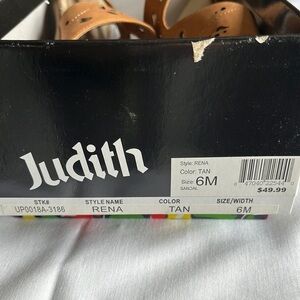 Judith
Style: RENA
Color: TAN
Size: 6M
SANDAL
$49.99
STK# STYLE NAME COLOR SIZE/WIDTH
UP0018A-3186 RENA TAN 6M